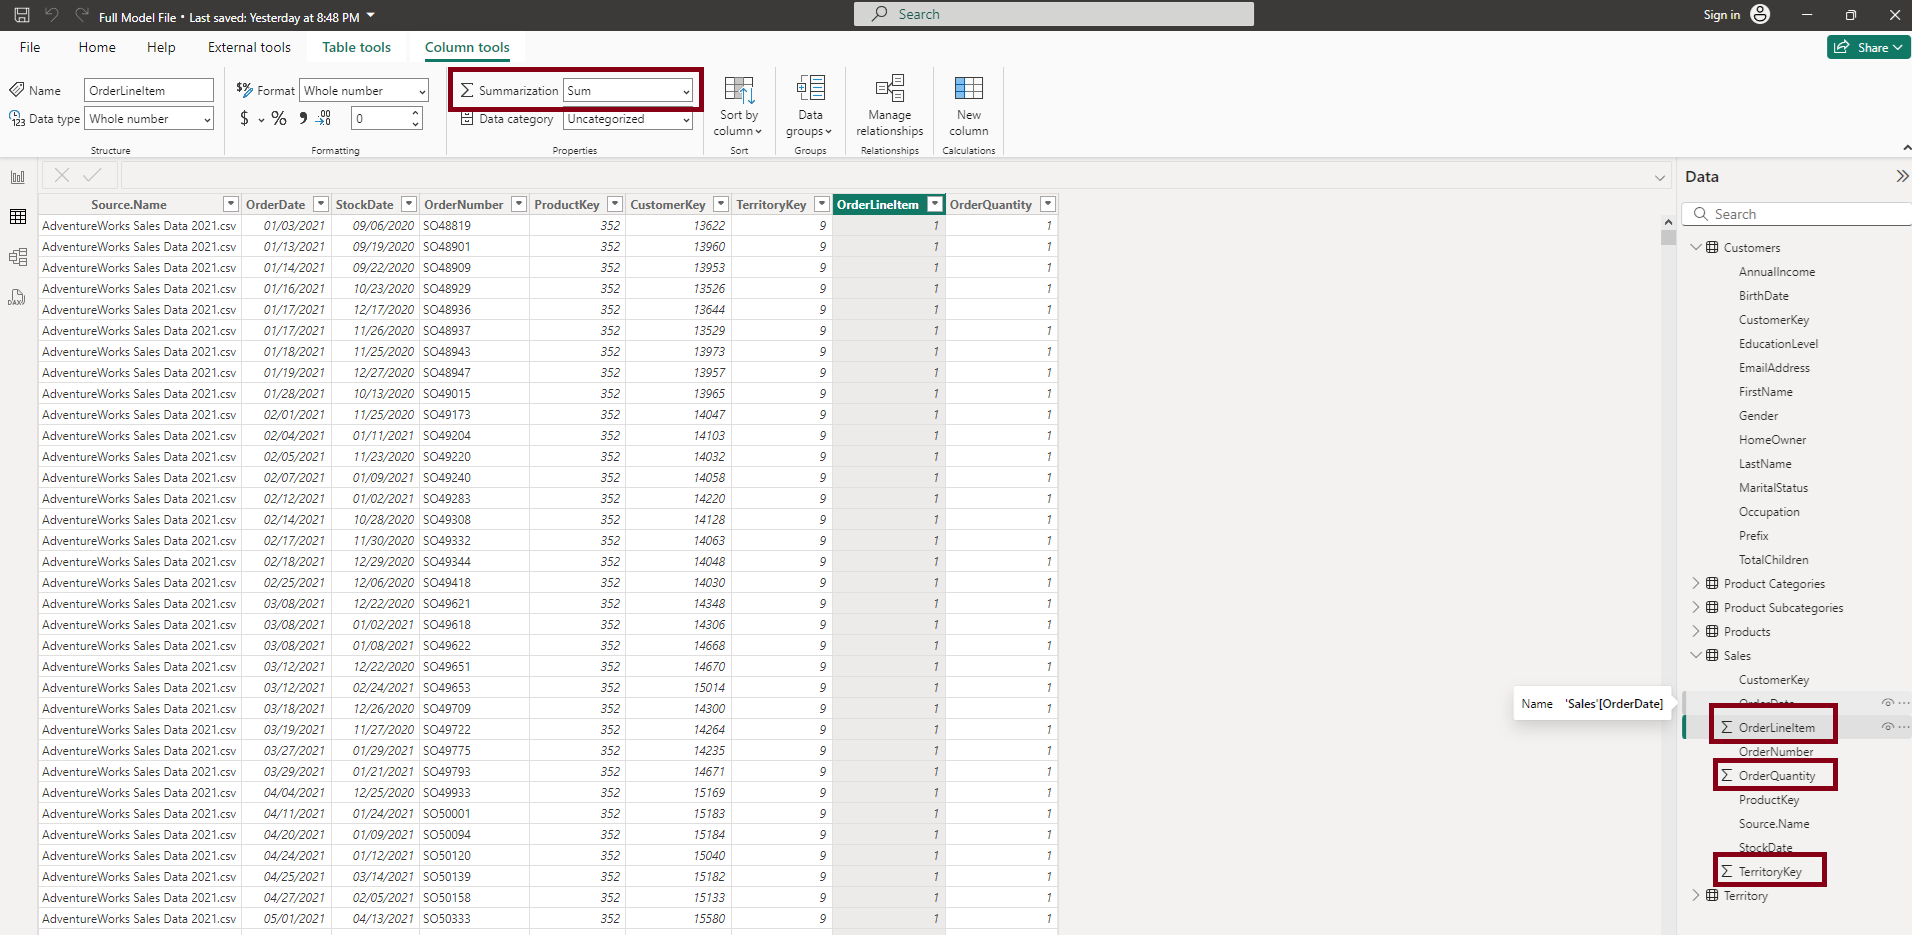 Full Model File • Last saved: Yesterday at 8:48 PM
Search
Sign in
File Home Help External tools Table tools Column tools
Share
Name OrderLineItem
Data type Whole number
Structure
Format Whole number
$ % 9 .00 0
Formatting
Σ Summarization Sum
Data category Uncategorized
Properties
Sort by
column
Sort
Data
groups
Groups
Manage
relationships
Relationships
New
column
Calculations
Source.Name OrderDate StockDate OrderNumber ProductKey CustomerKey TerritoryKey OrderLineItem OrderQuantity
AdventureWorks Sales Data 2021.csv 01/03/2021 09/06/2020 SO48819 352 13622 9 1 1
AdventureWorks Sales Data 2021.csv 01/13/2021 09/19/2020 SO48901 352 13960 9 1 1
AdventureWorks Sales Data 2021.csv 01/14/2021 09/22/2020 SO48909 352 13953 9 1 1
AdventureWorks Sales Data 2021.csv 01/16/2021 10/23/2020 SO48929 352 13526 9 1 1
AdventureWorks Sales Data 2021.csv 01/17/2021 12/17/2020 SO48936 352 13644 9 1 1
AdventureWorks Sales Data 2021.csv 01/17/2021 11/26/2020 SO48937 352 13529 9 1 1
AdventureWorks Sales Data 2021.csv 01/18/2021 11/25/2020 SO48943 352 13973 9 1 1
AdventureWorks Sales Data 2021.csv 01/19/2021 12/27/2020 SO48947 352 13957 9 1 1
AdventureWorks Sales Data 2021.csv 01/28/2021 10/13/2020 SO49015 352 13965 9 1 1
AdventureWorks Sales Data 2021.csv 02/01/2021 11/25/2020 SO49173 352 14047 9 1 1
AdventureWorks Sales Data 2021.csv 02/04/2021 01/11/2021 SO49204 352 14103 9 1 1
AdventureWorks Sales Data 2021.csv 02/05/2021 11/23/2020 SO49220 352 14032 9 1 1
AdventureWorks Sales Data 2021.csv 02/07/2021 01/09/2021 SO49240 352 14058 9 1 1
AdventureWorks Sales Data 2021.csv 02/12/2021 01/02/2021 SO49283 352 14220 9 1 1
AdventureWorks Sales Data 2021.csv 02/14/2021 10/28/2020 SO49308 352 14128 9 1 1
AdventureWorks Sales Data 2021.csv 02/17/2021 11/30/2020 SO49332 352 14063 9 1 1
AdventureWorks Sales Data 2021.csv 02/18/2021 12/29/2020 SO49344 352 14048 9 1 1
AdventureWorks Sales Data 2021.csv 02/25/2021 12/06/2020 SO49418 352 14030 9 1 1
AdventureWorks Sales Data 2021.csv 03/08/2021 12/22/2020 SO49621 352 14348 9 1 1
AdventureWorks Sales Data 2021.csv 03/08/2021 01/02/2021 SO49618 352 14306 9 1 1
AdventureWorks Sales Data 2021.csv 03/08/2021 01/08/2021 SO49622 352 14668 9 1 1
AdventureWorks Sales Data 2021.csv 03/12/2021 12/22/2020 SO49651 352 14670 9 1 1
AdventureWorks Sales Data 2021.csv 03/12/2021 02/24/2021 SO49653 352 15014 9 1 1
AdventureWorks Sales Data 2021.csv 03/18/2021 12/26/2020 SO49709 352 14300 9 1 1
AdventureWorks Sales Data 2021.csv 03/19/2021 11/27/2020 SO49722 352 14264 9 1 1
AdventureWorks Sales Data 2021.csv 03/27/2021 01/29/2021 SO49775 352 14235 9 1 1
AdventureWorks Sales Data 2021.csv 03/29/2021 01/21/2021 SO49793 352 14671 9 1 1
AdventureWorks Sales Data 2021.csv 04/04/2021 12/25/2020 SO49933 352 15169 9 1 1
AdventureWorks Sales Data 2021.csv 04/11/2021 01/24/2021 SO50001 352 15183 9 1 1
AdventureWorks Sales Data 2021.csv 04/20/2021 01/09/2021 SO50094 352 15184 9 1 1
AdventureWorks Sales Data 2021.csv 04/24/2021 01/12/2021 SO50120 352 15040 9 1 1
AdventureWorks Sales Data 2021.csv 04/25/2021 03/14/2021 SO50139 352 15182 9 1 1
AdventureWorks Sales Data 2021.csv 04/27/2021 02/05/2021 SO50158 352 15133 9 1 1
AdventureWorks Sales Data 2021.csv 05/01/2021 04/13/2021 SO50333 352 15580 9 1 1
Name 'Sales'[OrderDate]
Data
Search
Customers
AnnualIncome
BirthDate
CustomerKey
EducationLevel
EmailAddress
FirstName
Gender
HomeOwner
LastName
MaritalStatus
Occupation
Prefix
TotalChildren
Product Categories
Product Subcategories
Products
Sales
CustomerKey
OrderDate
Σ OrderLineItem
OrderNumber
Σ OrderQuantity
ProductKey
Source.Name
StockDate
Σ TerritoryKey
Territory